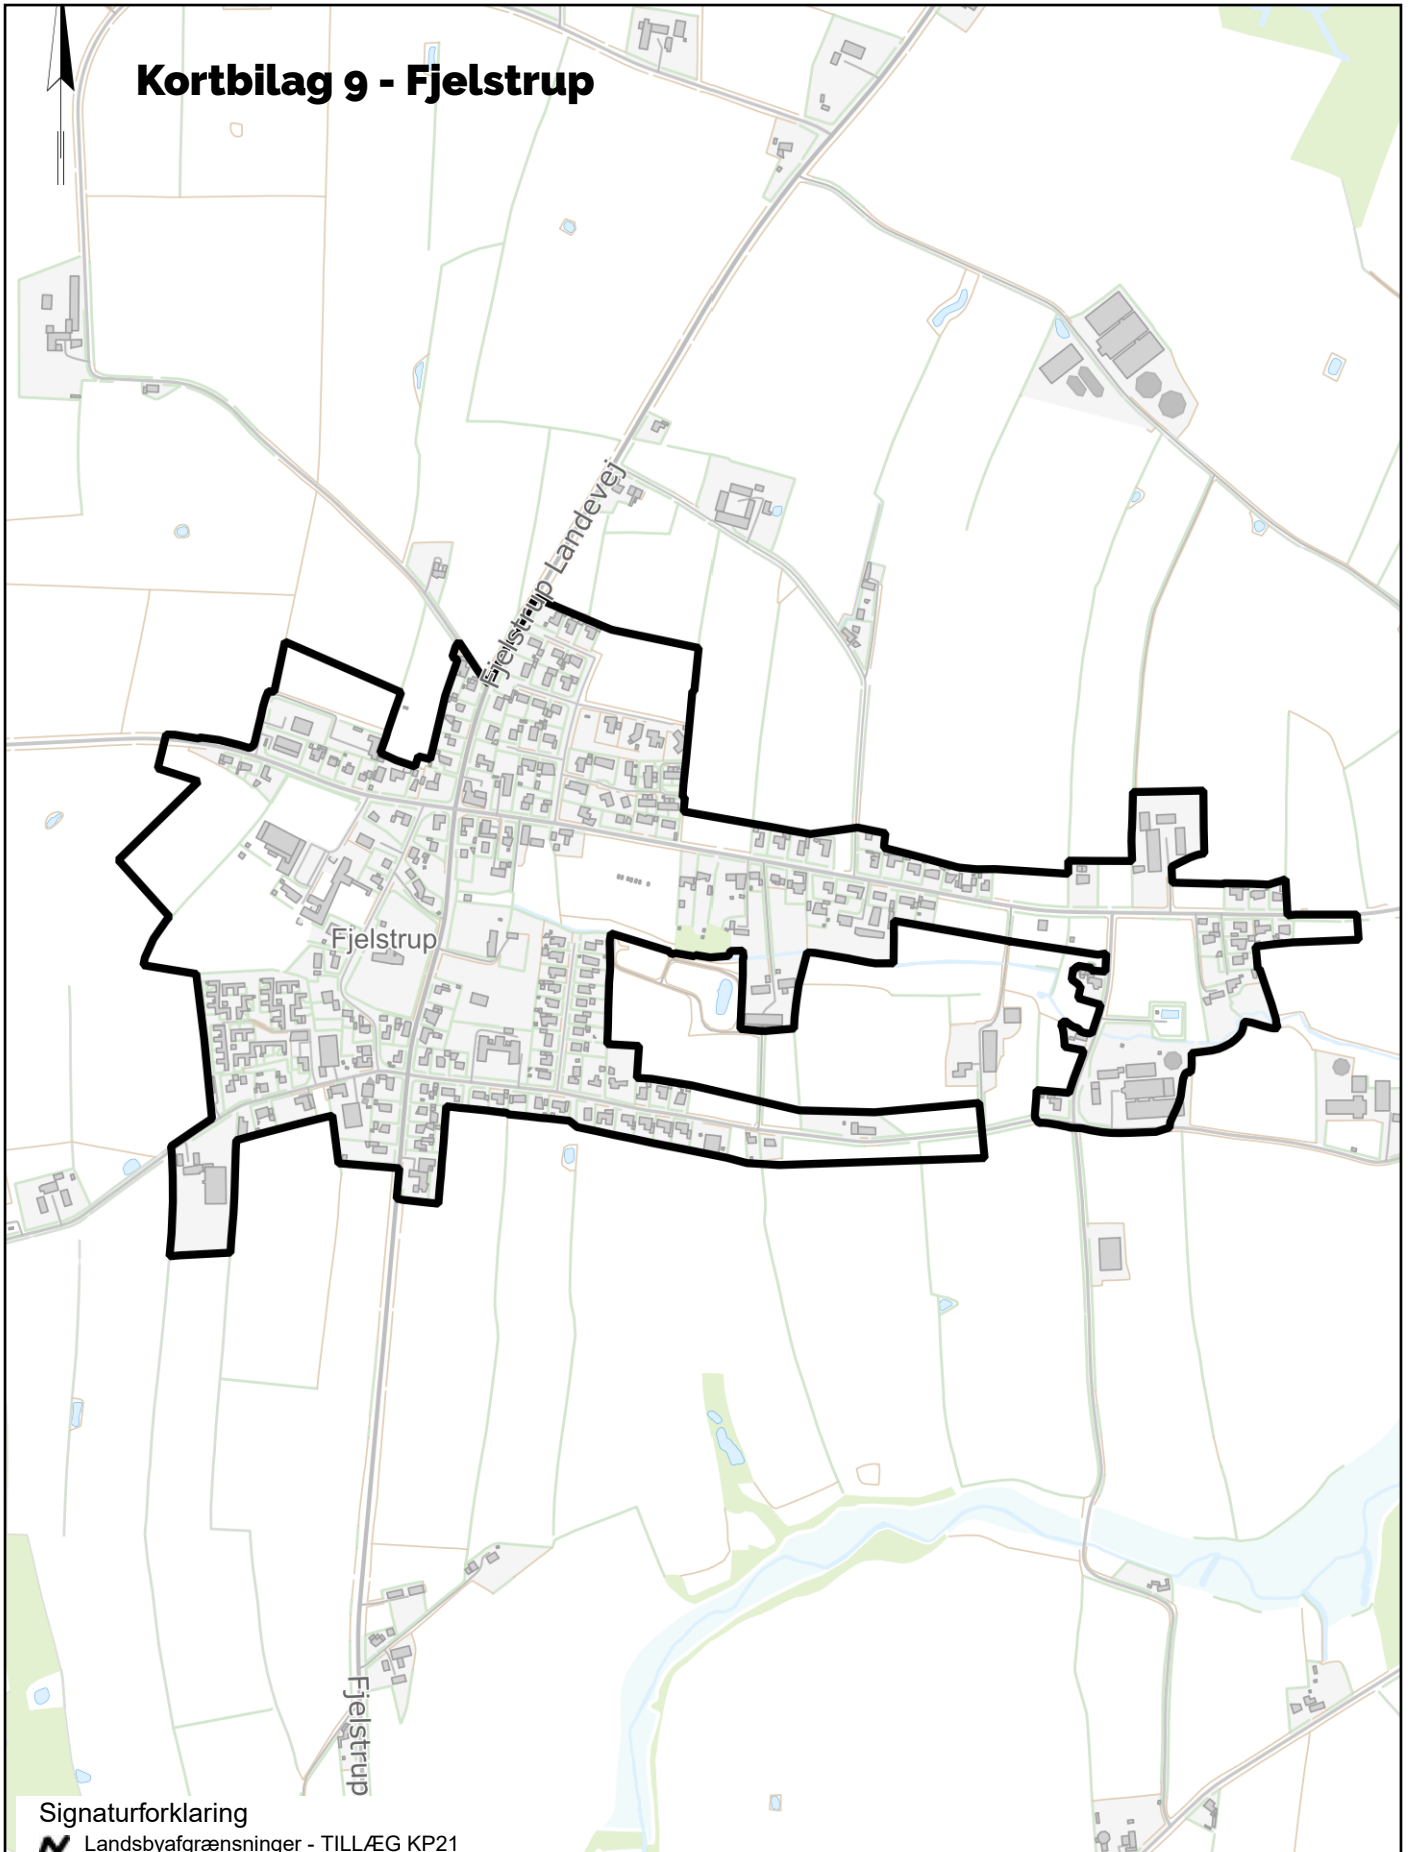 Kortbilag 9 - Fjelstrup
Fjelstrup Landevej
Fjelstrup
Fjelstrup
Signaturforklaring
Landsbyafgrænsninger - TILLÆG KP21